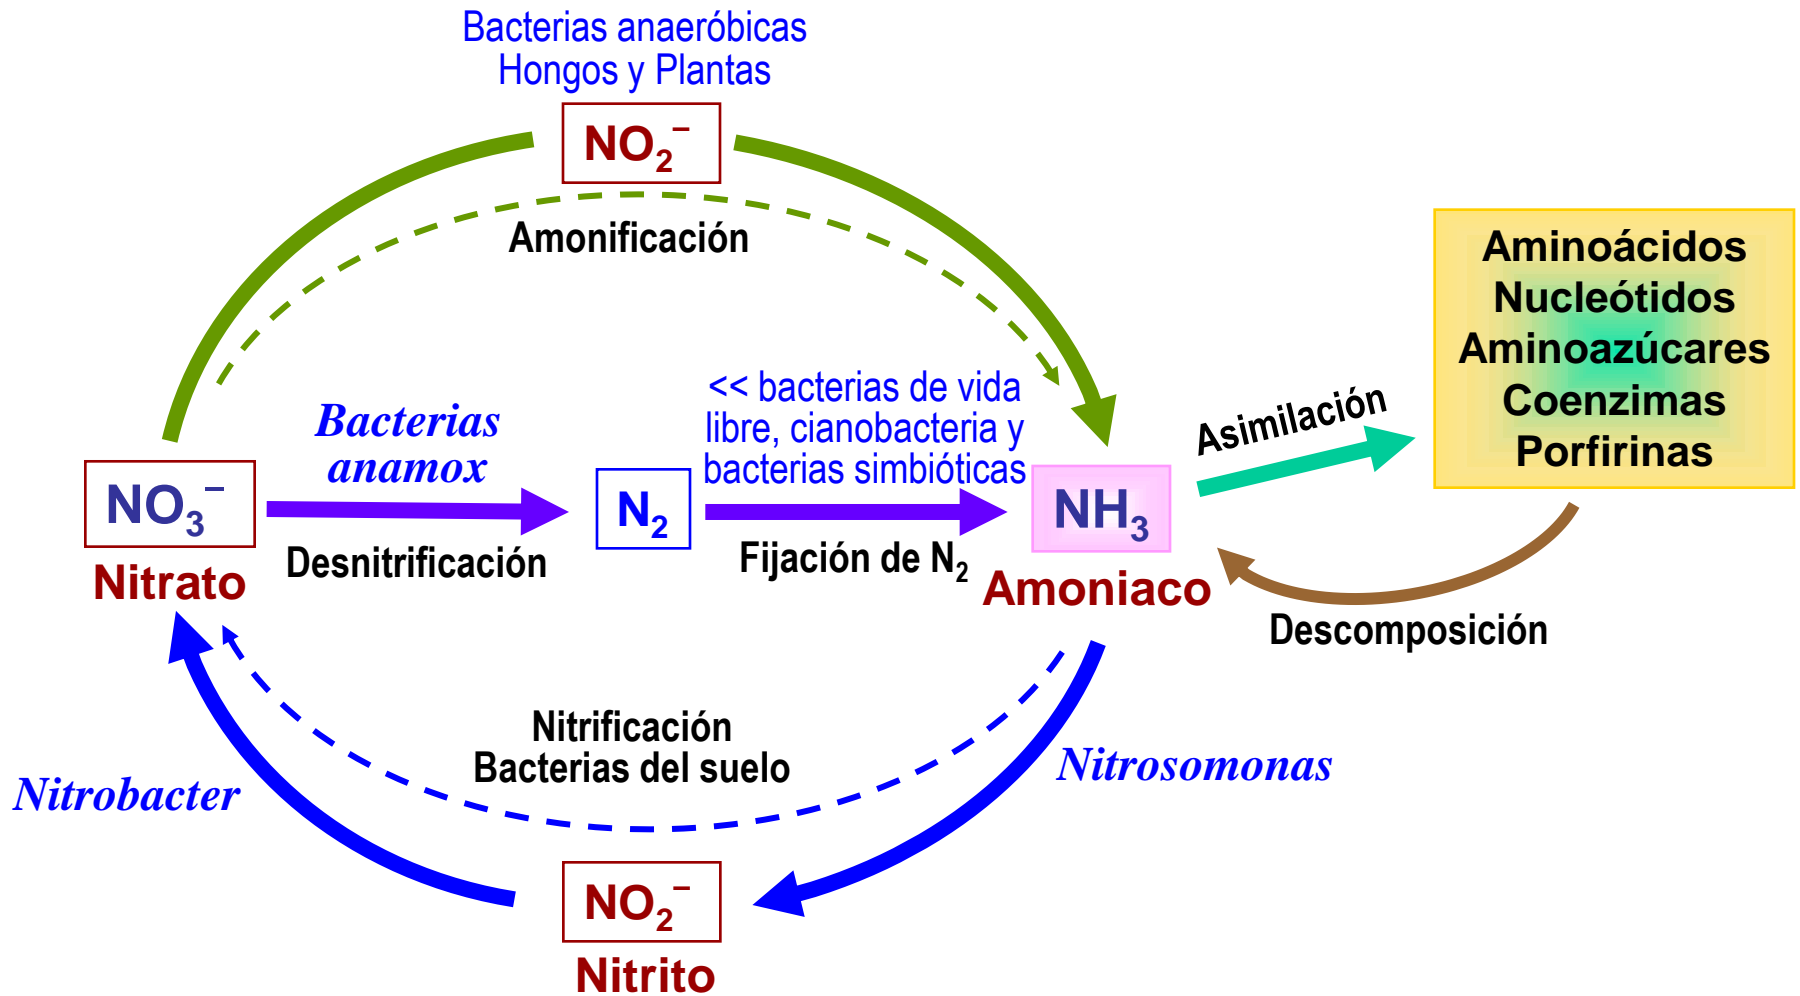 Bacterias anaeróbicas
Hongos y Plantas
NO₂⁻
Amonificación
Aminoácidos
Nucleótidos
Aminoazúcares
Coenzimas
Porfirinas
<< bacterias de vida
libre, cianobacteria y
bacterias simbióticas
Bacterias
anamox
Asimilación
NO₃⁻
N₂
NH₃
Desnitrificación
Fijación de N₂
Nitrato
Amoniaco
Descomposición
Nitrificación
Bacterias del suelo
Nitrobacter
Nitrosomonas
NO₂⁻
Nitrito